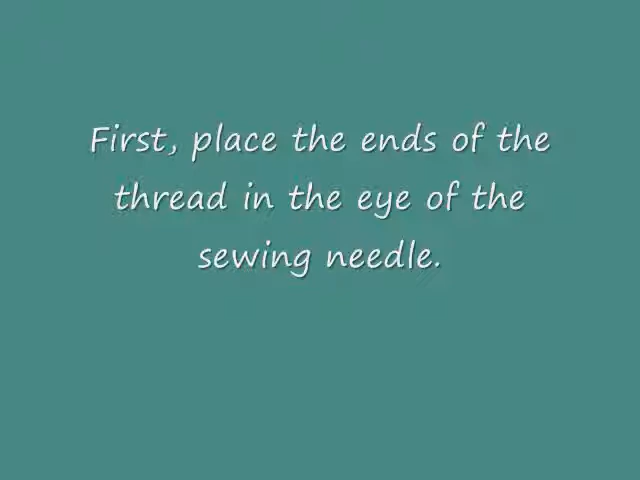 First, place the ends of the
thread in the eye of the
sewing needle.